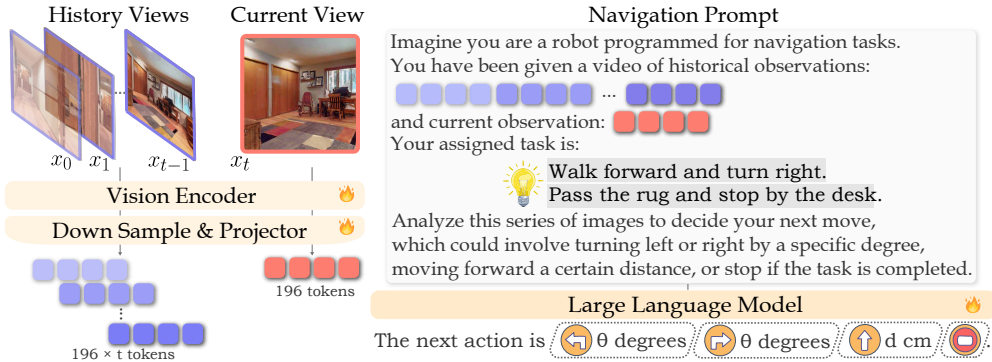 History Views
Current View
x_0 x_1 ... x_{t-1}
x_t
Vision Encoder
Down Sample & Projector
196 tokens
196 × t tokens
Navigation Prompt
Imagine you are a robot programmed for navigation tasks.
You have been given a video of historical observations:
...
and current observation:
Your assigned task is:
Walk forward and turn right.
Pass the rug and stop by the desk.
Analyze this series of images to decide your next move,
which could involve turning left or right by a specific degree,
moving forward a certain distance, or stop if the task is completed.
Large Language Model
The next action is θ degrees / θ degrees / d cm / .